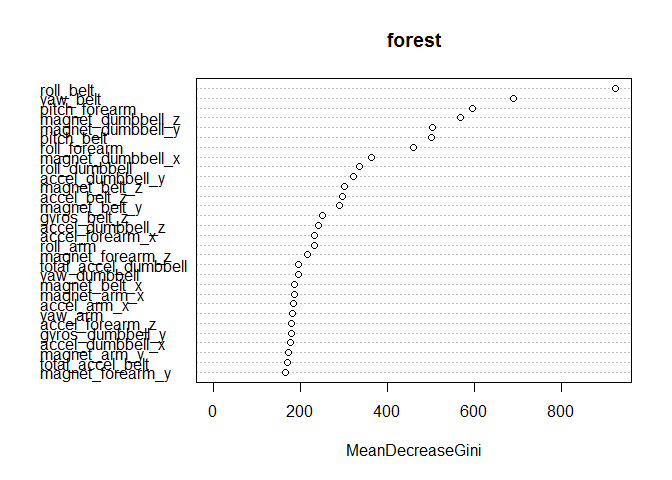 forest
roll_belt
yaw_belt
pitch_forearm
magnet_dumbbell_z
magnet_dumbbell_y
pitch_belt
roll_forearm
magnet_dumbbell_x
roll_dumbbell
accel_dumbbell_y
magnet_belt_z
accel_belt_z
magnet_belt_y
gyros_belt_z
accel_dumbbell_z
accel_forearm_x
roll_arm
magnet_forearm_z
total_accel_dumbbell
yaw_dumbbell
magnet_belt_x
magnet_arm_x
accel_arm_x
yaw_arm
accel_forearm_z
gyros_dumbbell_y
accel_dumbbell_x
magnet_arm_y
total_accel_belt
magnet_forearm_y
0 200 400 600 800
MeanDecreaseGini